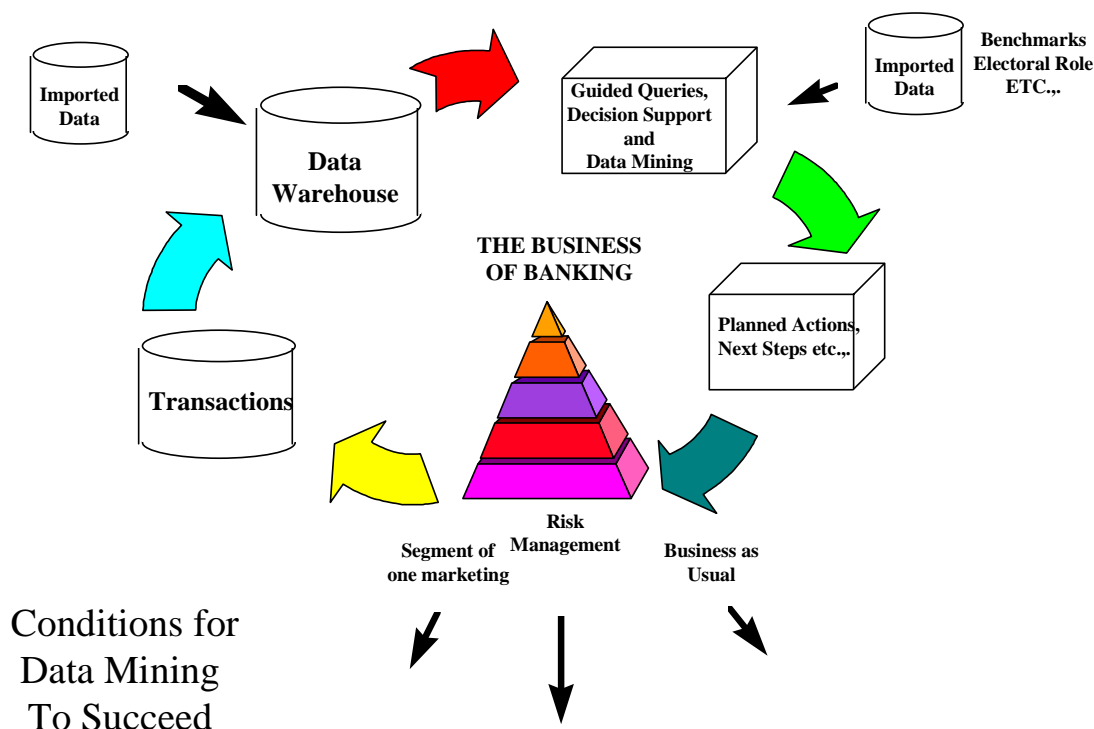 Imported
Data
Data
Warehouse
Guided Queries,
Decision Support
and
Data Mining
Imported
Data
Benchmarks
Electoral Role
ETC.,.
THE BUSINESS
OF BANKING
Planned Actions,
Next Steps etc.,.
Transactions
Segment of
one marketing
Risk
Management
Business as
Usual
Conditions for
Data Mining
To Succeed